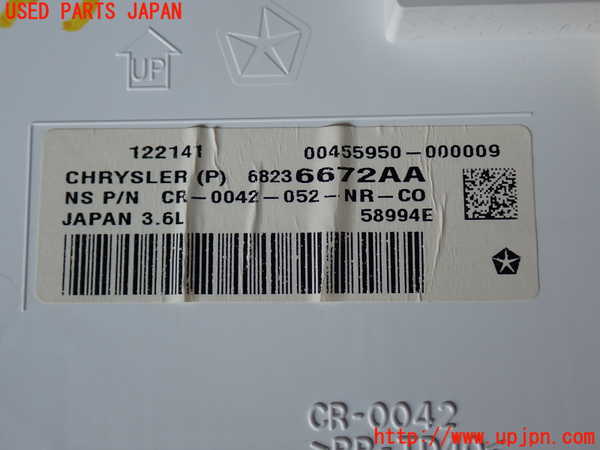 USED PARTS JAPAN
UP
122141 00455950-000009
CHRYSLER (P) 68236672AA
NS P/N CR-0042-052-NR-CO
JAPAN 3.6L 58994E
CR-0042
http://www.upjpn.com/